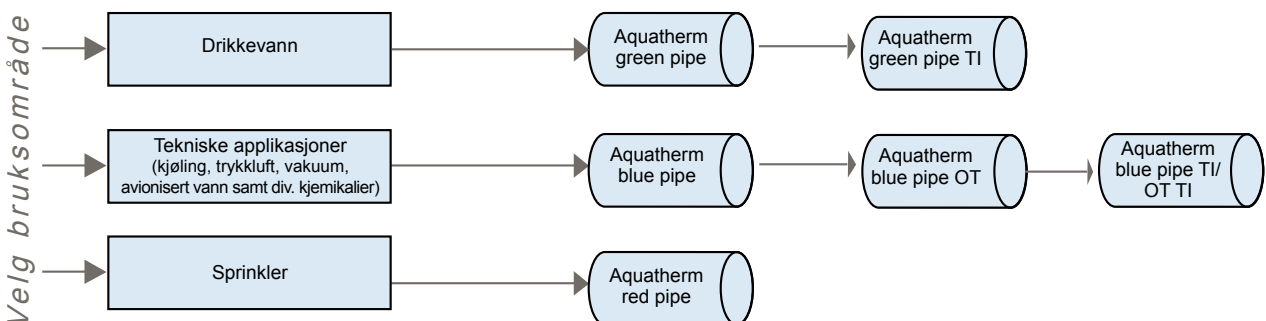 Velg bruksområde
Drikkevann
Aquatherm
green pipe
Aquatherm
green pipe TI
Tekniske applikasjoner
(kjøling, trykkluft, vakuum,
avionisert vann samt div. kjemikalier)
Aquatherm
blue pipe
Aquatherm
blue pipe OT
Aquatherm
blue pipe TI/
OT TI
Sprinkler
Aquatherm
red pipe